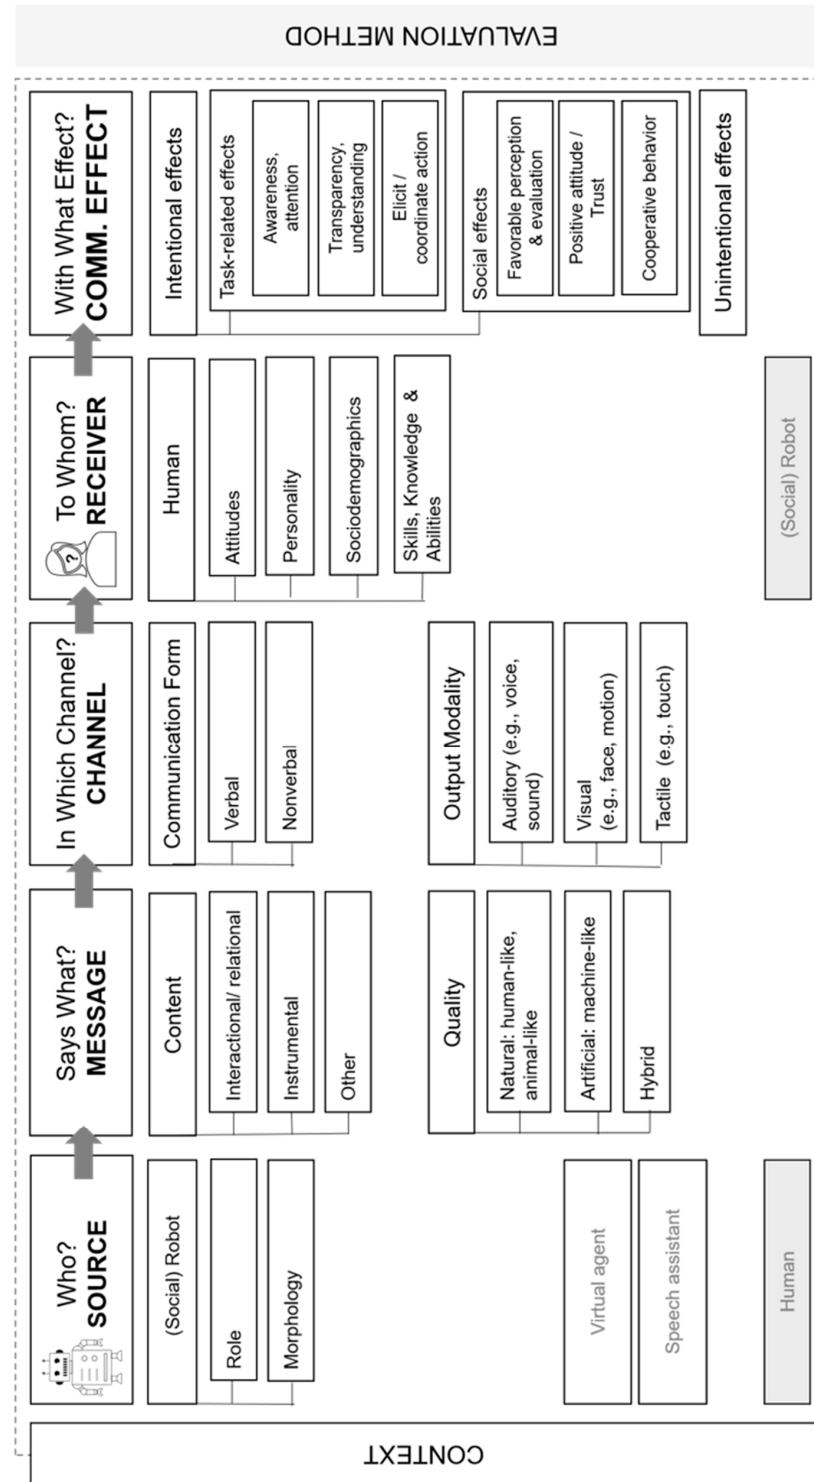 CONTEXT
Who?
SOURCE
(Social) Robot
Role
Morphology
Virtual agent
Speech assistant
Human
Says What?
MESSAGE
Content
Interactional/ relational
Instrumental
Other
Quality
Natural: human-like,
animal-like
Artificial: machine-like
Hybrid
In Which Channel?
CHANNEL
Communication Form
Verbal
Nonverbal
Output Modality
Auditory (e.g., voice,
sound)
Visual
(e.g., face, motion)
Tactile (e.g., touch)
?
To Whom?
RECEIVER
Human
Attitudes
Personality
Sociodemographics
Skills, Knowledge &
Abilities
(Social) Robot
With What Effect?
COMM. EFFECT
Intentional effects
Task-related effects
Awareness,
attention
Transparency,
understanding
Elicit /
coordinate action
Social effects
Favorable perception
& evaluation
Positive attitude /
Trust
Cooperative behavior
Unintentional effects
EVALUATION METHOD